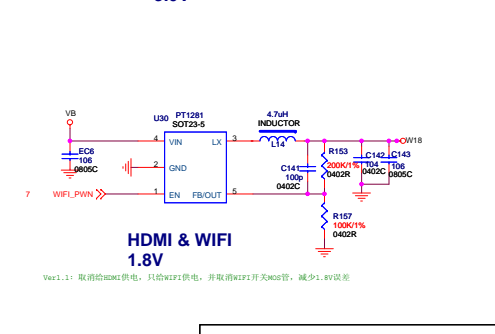 VB
U30 PT1281
SOT23-5
4.7uH
INDUCTOR
L14
4 VIN LX 3
W18
EC6
106
0805C
2 GND
C141
100p
0402C
R153
200K/1%
0402R
C142
104
0402C
C143
106
0805C
7 WIFI_PWN 1 EN FB/OUT 5
R157
100K/1%
0402R
HDMI & WIFI
1.8V
Ver1.1: 取消给HDMI供电，只给WIFI供电，并取消WIFI开关MOS管，减少1.8V误差